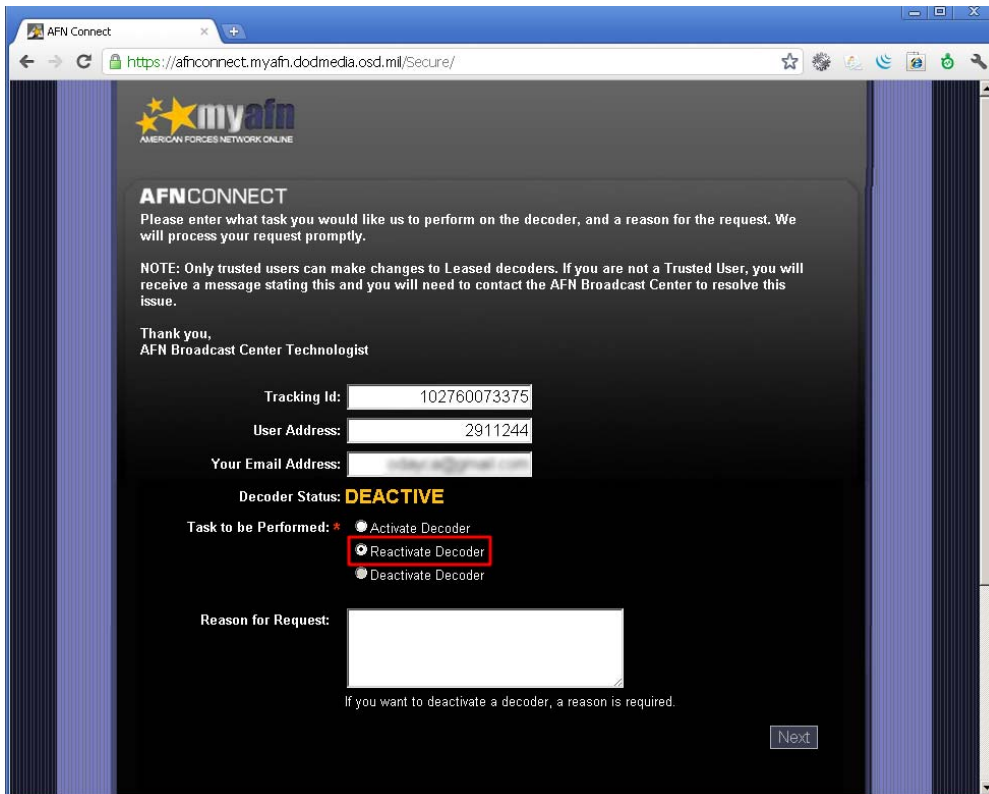 AFN Connect
https://afnconnect.myafn.dodmedia.osd.mil/Secure/
myafn
AMERICAN FORCES NETWORK ONLINE
AFNCONNECT
Please enter what task you would like us to perform on the decoder, and a reason for the request. We
will process your request promptly.
NOTE: Only trusted users can make changes to Leased decoders. If you are not a Trusted User, you will
receive a message stating this and you will need to contact the AFN Broadcast Center to resolve this
issue.
Thank you,
AFN Broadcast Center Technologist
Tracking Id: 102760073375
User Address: 2911244
Your Email Address:
Decoder Status: DEACTIVE
Task to be Performed: * Activate Decoder
Reactivate Decoder
Deactivate Decoder
Reason for Request:
If you want to deactivate a decoder, a reason is required.
Next